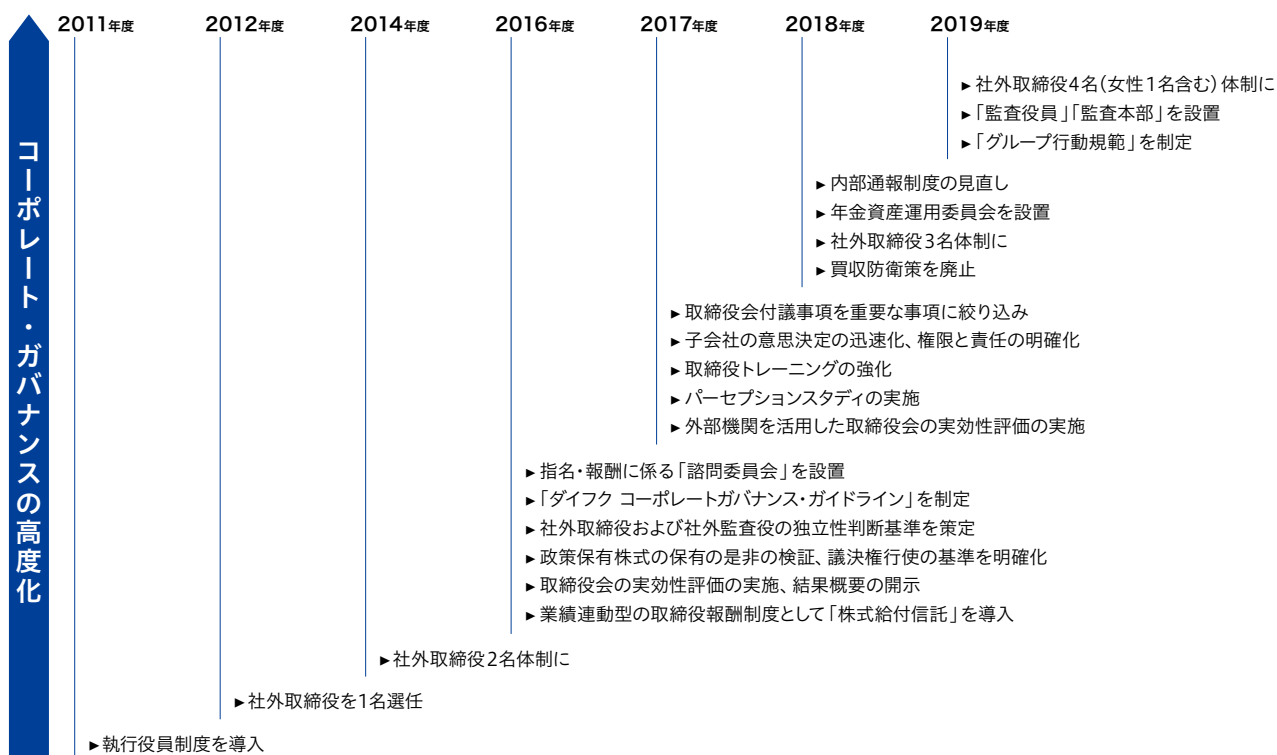 2011年度
2012年度
2014年度
2016年度
2017年度
2018年度
2019年度
コーポレート・ガバナンスの高度化
►社外取締役4名(女性1名含む)体制に
►「監査役員」「監査本部」を設置
►「グループ行動規範」を制定
►内部通報制度の見直し
►年金資産運用委員会を設置
►社外取締役3名体制に
►買収防衛策を廃止
►取締役会付議事項を重要な事項に絞り込み
►子会社の意思決定の迅速化、権限と責任の明確化
►取締役トレーニングの強化
►パーセプションスタディの実施
►外部機関を活用した取締役会の実効性評価の実施
►指名・報酬に係る「諮問委員会」を設置
►「ダイフク コーポレートガバナンス・ガイドライン」を制定
►社外取締役および社外監査役の独立性判断基準を策定
►政策保有株式の保有の是非の検証、議決権行使の基準を明確化
►取締役会の実効性評価の実施、結果概要の開示
►業績連動型の取締役報酬制度として「株式給付信託」を導入
►社外取締役2名体制に
►社外取締役を1名選任
►執行役員制度を導入